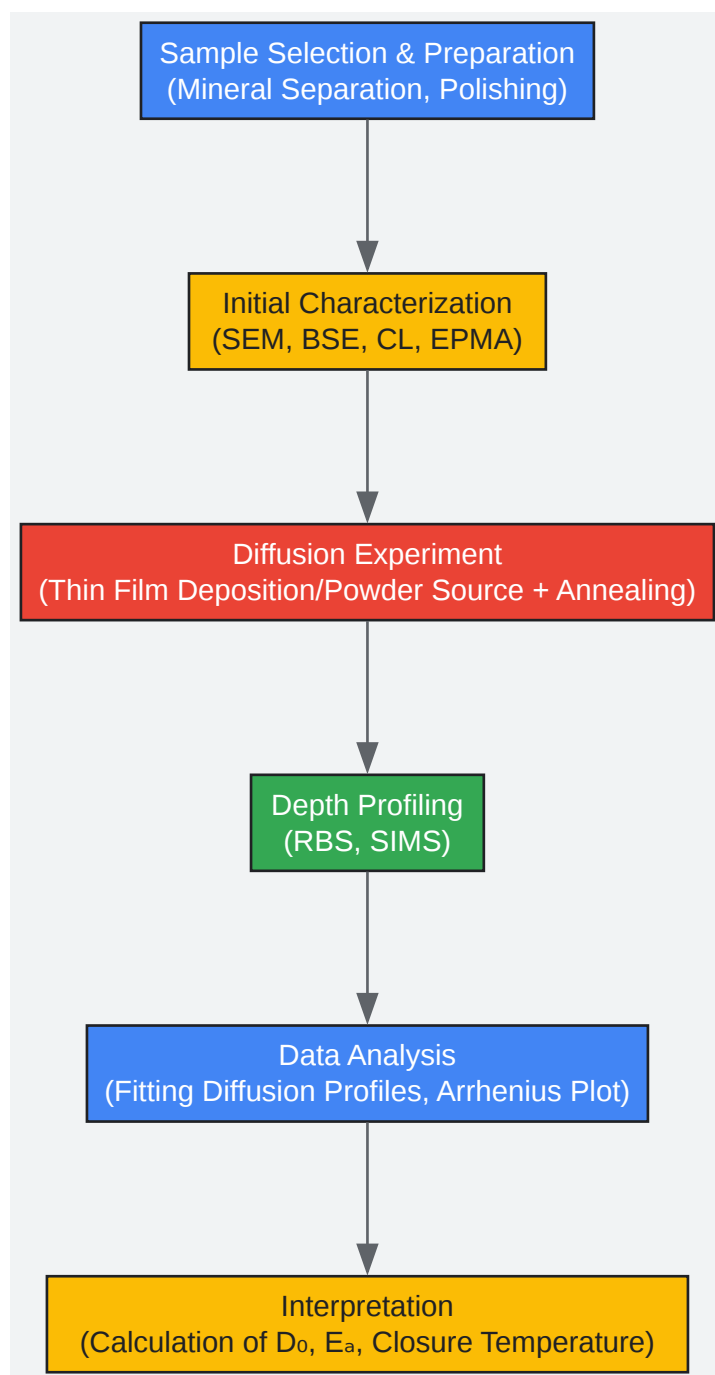 Sample Selection & Preparation
(Mineral Separation, Polishing)
Initial Characterization
(SEM, BSE, CL, EPMA)
Diffusion Experiment
(Thin Film Deposition/Powder Source + Annealing)
Depth Profiling
(RBS, SIMS)
Data Analysis
(Fitting Diffusion Profiles, Arrhenius Plot)
Interpretation
(Calculation of D₀, Eₐ, Closure Temperature)